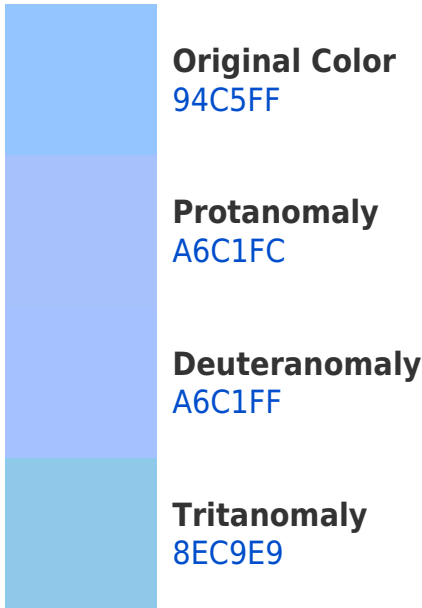 Original Color
94C5FF
Protanomaly
A6C1FC
Deuteranomaly
A6C1FF
Tritanomaly
8EC9E9